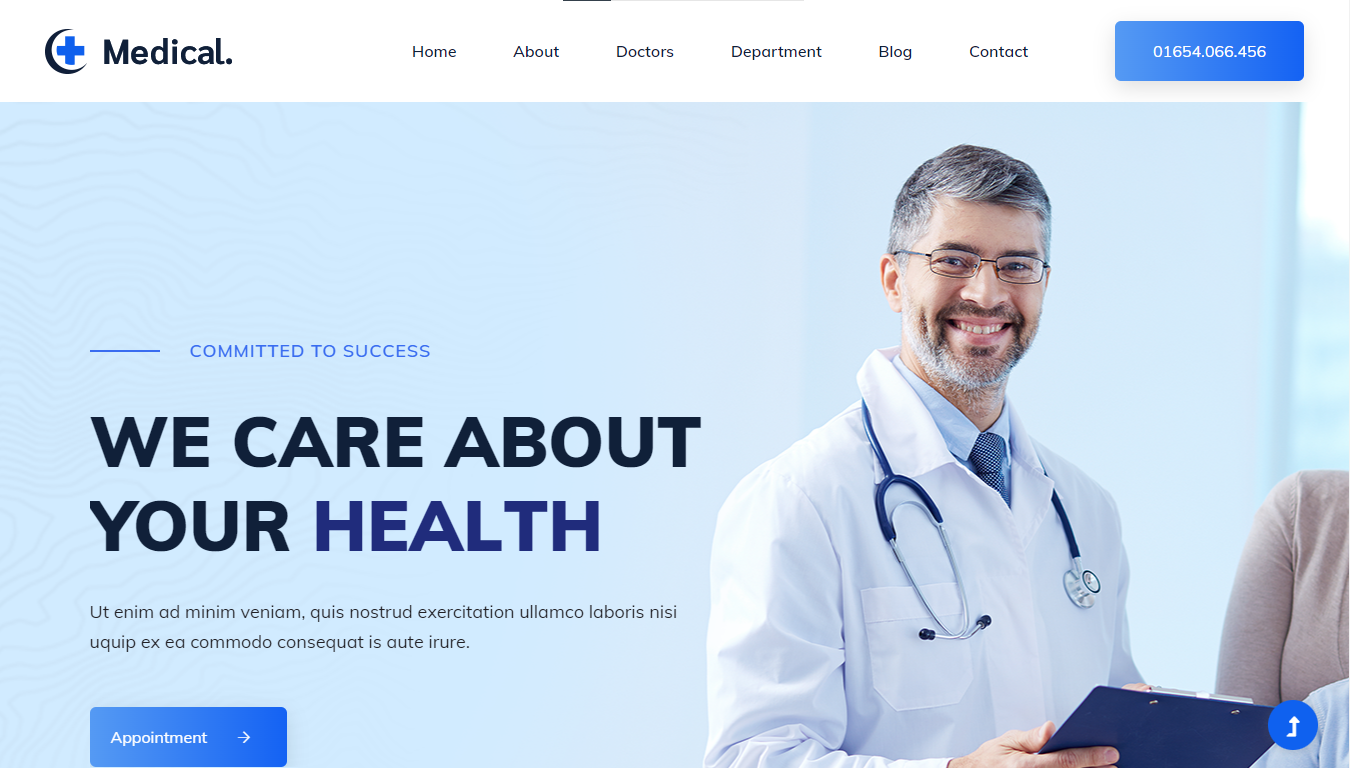 Medical.
Home About Doctors Department Blog Contact
01654.066.456
COMMITTED TO SUCCESS
WE CARE ABOUT
YOUR HEALTH
Ut enim ad minim veniam, quis nostrud exercitation ullamco laboris nisi
uquip ex ea commodo consequat is aute irure.
Appointment